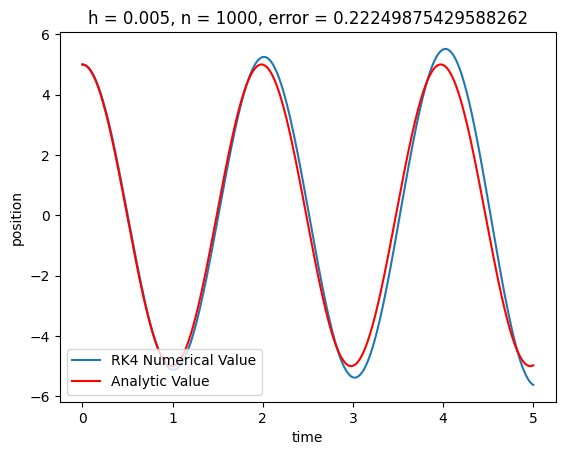 h = 0.005, n = 1000, error = 0.22249875429588262
6
4
2
0
−2
−4
−6
position
RK4 Numerical Value
Analytic Value
0 1 2 3 4 5
time